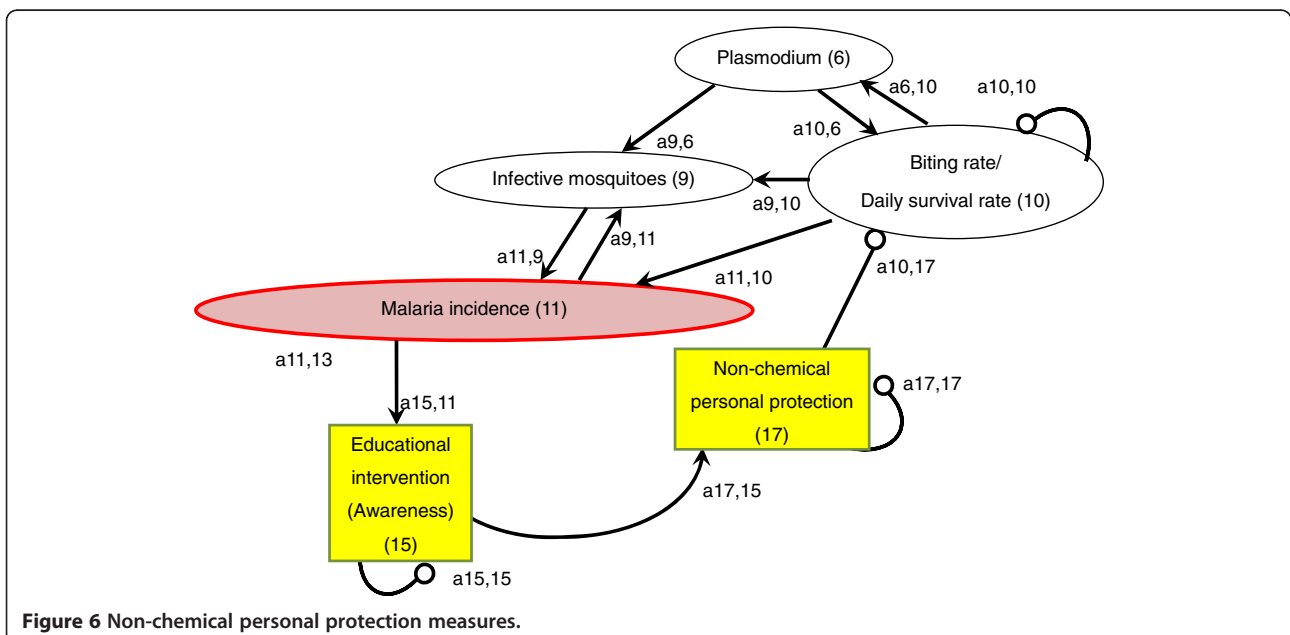 Plasmodium (6)
a6,10
a10,10
a10,6
a9,6
Biting rate/
Daily survival rate (10)
Infective mosquitoes (9)
a9,10
a9,11
a11,9
a11,10
a10,17
Malaria incidence (11)
a11,13
a15,11
Non-chemical
personal protection
(17)
a17,17
Educational
intervention
(Awareness)
(15)
a17,15
a15,15
Figure 6 Non-chemical personal protection measures.